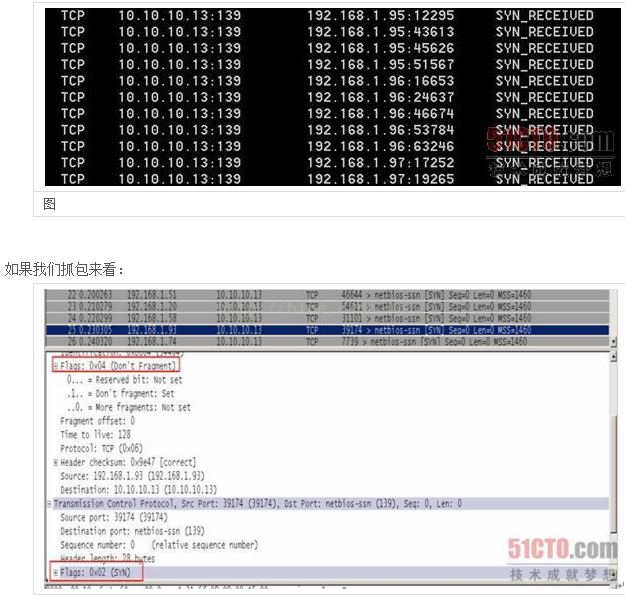 TCP 10.10.10.13:139 192.168.1.95:12295 SYN_RECEIVED
TCP 10.10.10.13:139 192.168.1.95:43613 SYN_RECEIVED
TCP 10.10.10.13:139 192.168.1.95:45626 SYN_RECEIVED
TCP 10.10.10.13:139 192.168.1.95:51567 SYN_RECEIVED
TCP 10.10.10.13:139 192.168.1.96:16653 SYN_RECEIVED
TCP 10.10.10.13:139 192.168.1.96:24637 SYN_RECEIVED
TCP 10.10.10.13:139 192.168.1.96:46674 SYN_RECEIVED
TCP 10.10.10.13:139 192.168.1.96:53784 SYN_RECEIVED
TCP 10.10.10.13:139 192.168.1.96:63246 SYN_RECEIVED
TCP 10.10.10.13:139 192.168.1.97:17252 SYN_RECEIVED
TCP 10.10.10.13:139 192.168.1.97:19265 SYN_RECEIVED
51CTO.com
技术成就梦想
图
如果我们抓包来看：
22 0.200263 192.168.1.51 10.10.10.13 TCP 46644 > netbios-ssn [SYN] Seq=0 Len=0 MSS=1460
23 0.210279 192.168.1.20 10.10.10.13 TCP 54611 > netbios-ssn [SYN] Seq=0 Len=0 MSS=1460
24 0.220299 192.168.1.58 10.10.10.13 TCP 31101 > netbios-ssn [SYN] Seq=0 Len=0 MSS=1460
25 0.230305 192.168.1.93 10.10.10.13 TCP 39174 > netbios-ssn [SYN] Seq=0 Len=0 MSS=1460
26 0.240320 192.168.1.74 10.10.10.13 TCP 7739 > netbios-ssn [SYN] Seq=0 Len=0 MSS=1460
Flags: 0x04 (Don't Fragment)
0... = Reserved bit: Not set
.1.. = Don't fragment: Set
..0. = More fragments: Not set
Fragment offset: 0
Time to live: 128
Protocol: TCP (0x06)
Header checksum: 0x9e47 [correct]
Source: 192.168.1.93 (192.168.1.93)
Destination: 10.10.10.13 (10.10.10.13)
Transmission Control Protocol, Src Port: 39174 (39174), Dst Port: netbios-ssn (139), Seq: 0, Len: 0
Source port: 39174 (39174)
Destination port: netbios-ssn (139)
Sequence number: 0 (relative sequence number)
Header length: 28 bytes
Flags: 0x02 (SYN)
51CTO.com
技术成就梦想